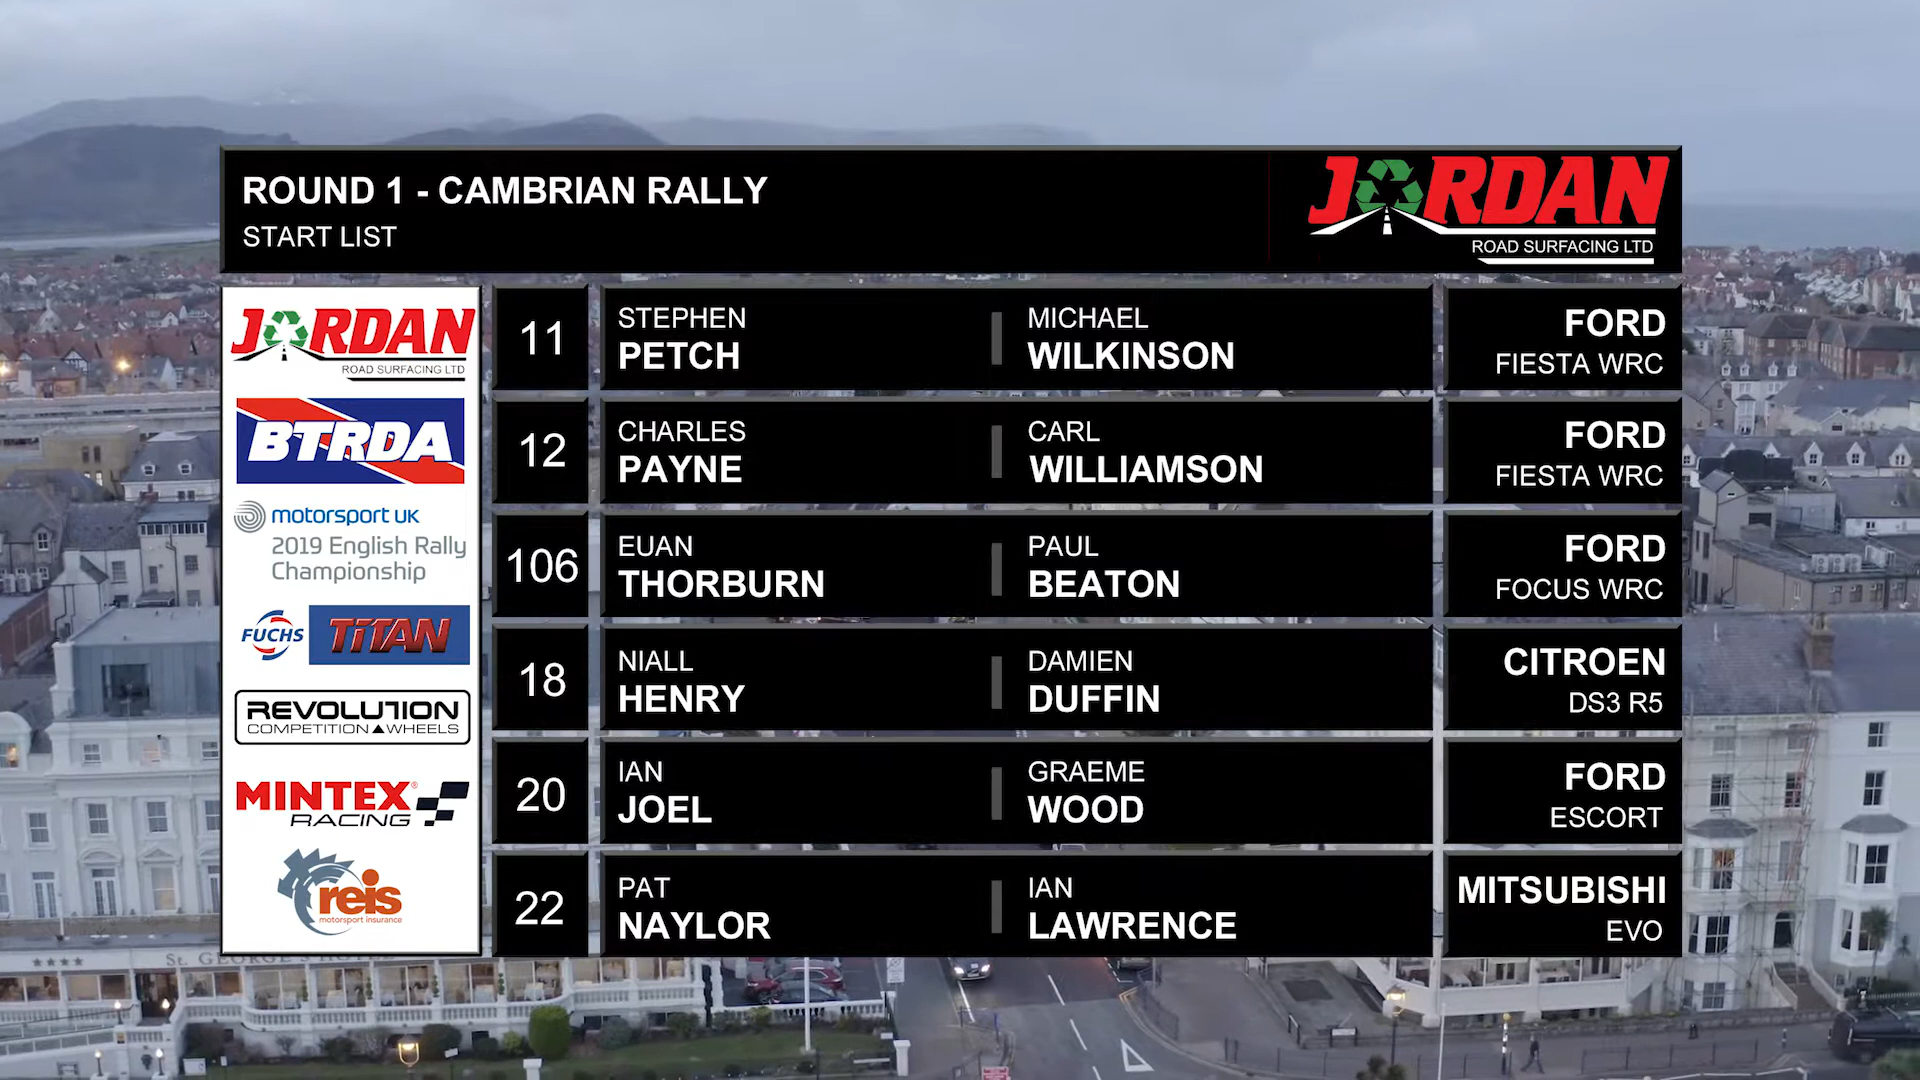 ROUND 1 - CAMBRIAN RALLY
START LIST
JORDAN
ROAD SURFACING LTD
JORDAN
ROAD SURFACING LTD
BTRDA
motorsport UK
2019 English Rally
Championship
FUCHS TITAN
REVOLUTION
COMPETITION WHEELS
MINTEX®
RACING
reis
motorsport insurance
11
STEPHEN
PETCH
MICHAEL
WILKINSON
FORD
FIESTA WRC
12
CHARLES
PAYNE
CARL
WILLIAMSON
FORD
FIESTA WRC
106
EUAN
THORBURN
PAUL
BEATON
FORD
FOCUS WRC
18
NIALL
HENRY
DAMIEN
DUFFIN
CITROEN
DS3 R5
20
IAN
JOEL
GRAEME
WOOD
FORD
ESCORT
22
PAT
NAYLOR
IAN
LAWRENCE
MITSUBISHI
EVO
ST. GEORGE'S HOTEL